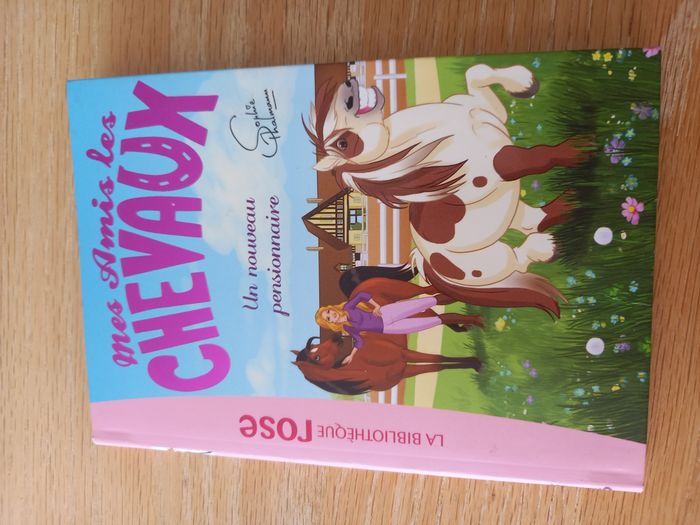 Mes Amis les
CHEVAUX
Sophie
Thalmann
Un nouveau
pensionnaire
LA BIBLIOTHÈQUE rose